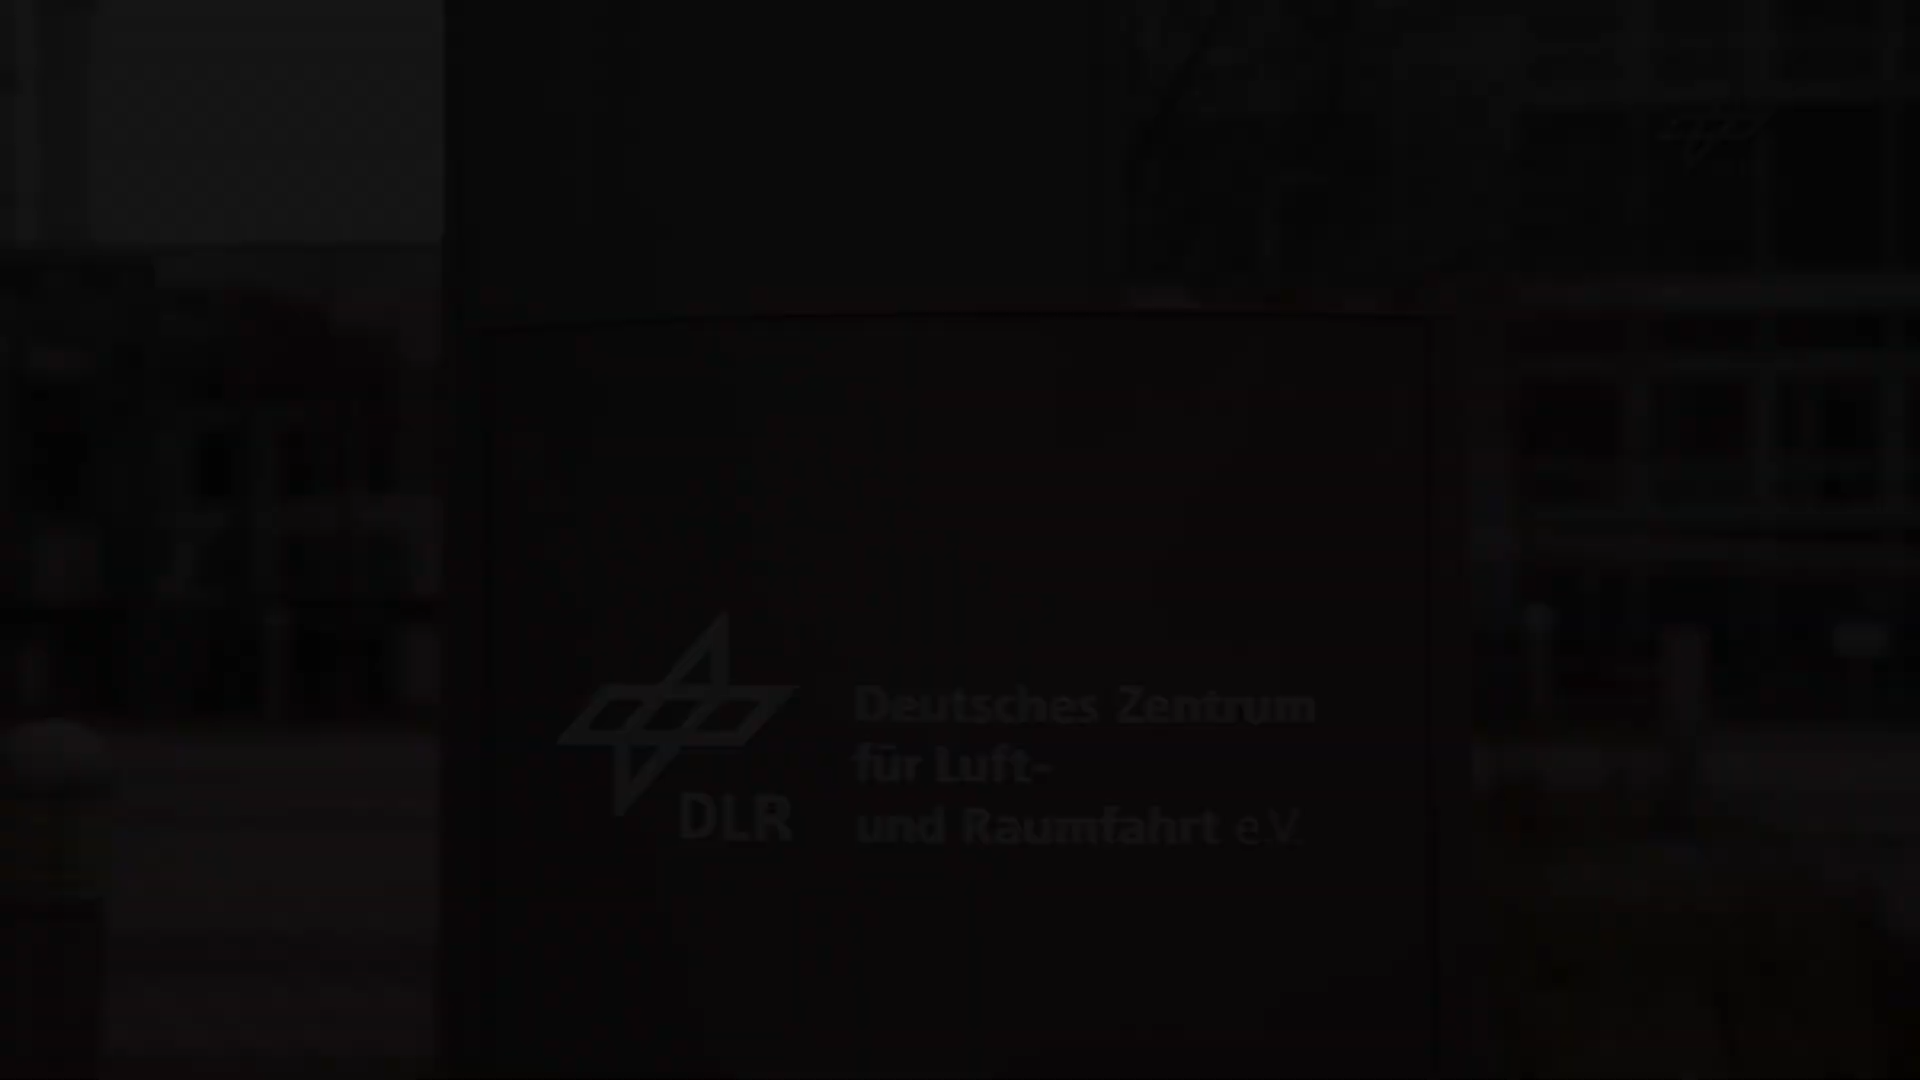 DLR
Deutsches Zentrum
für Luft-
und Raumfahrt e.V.